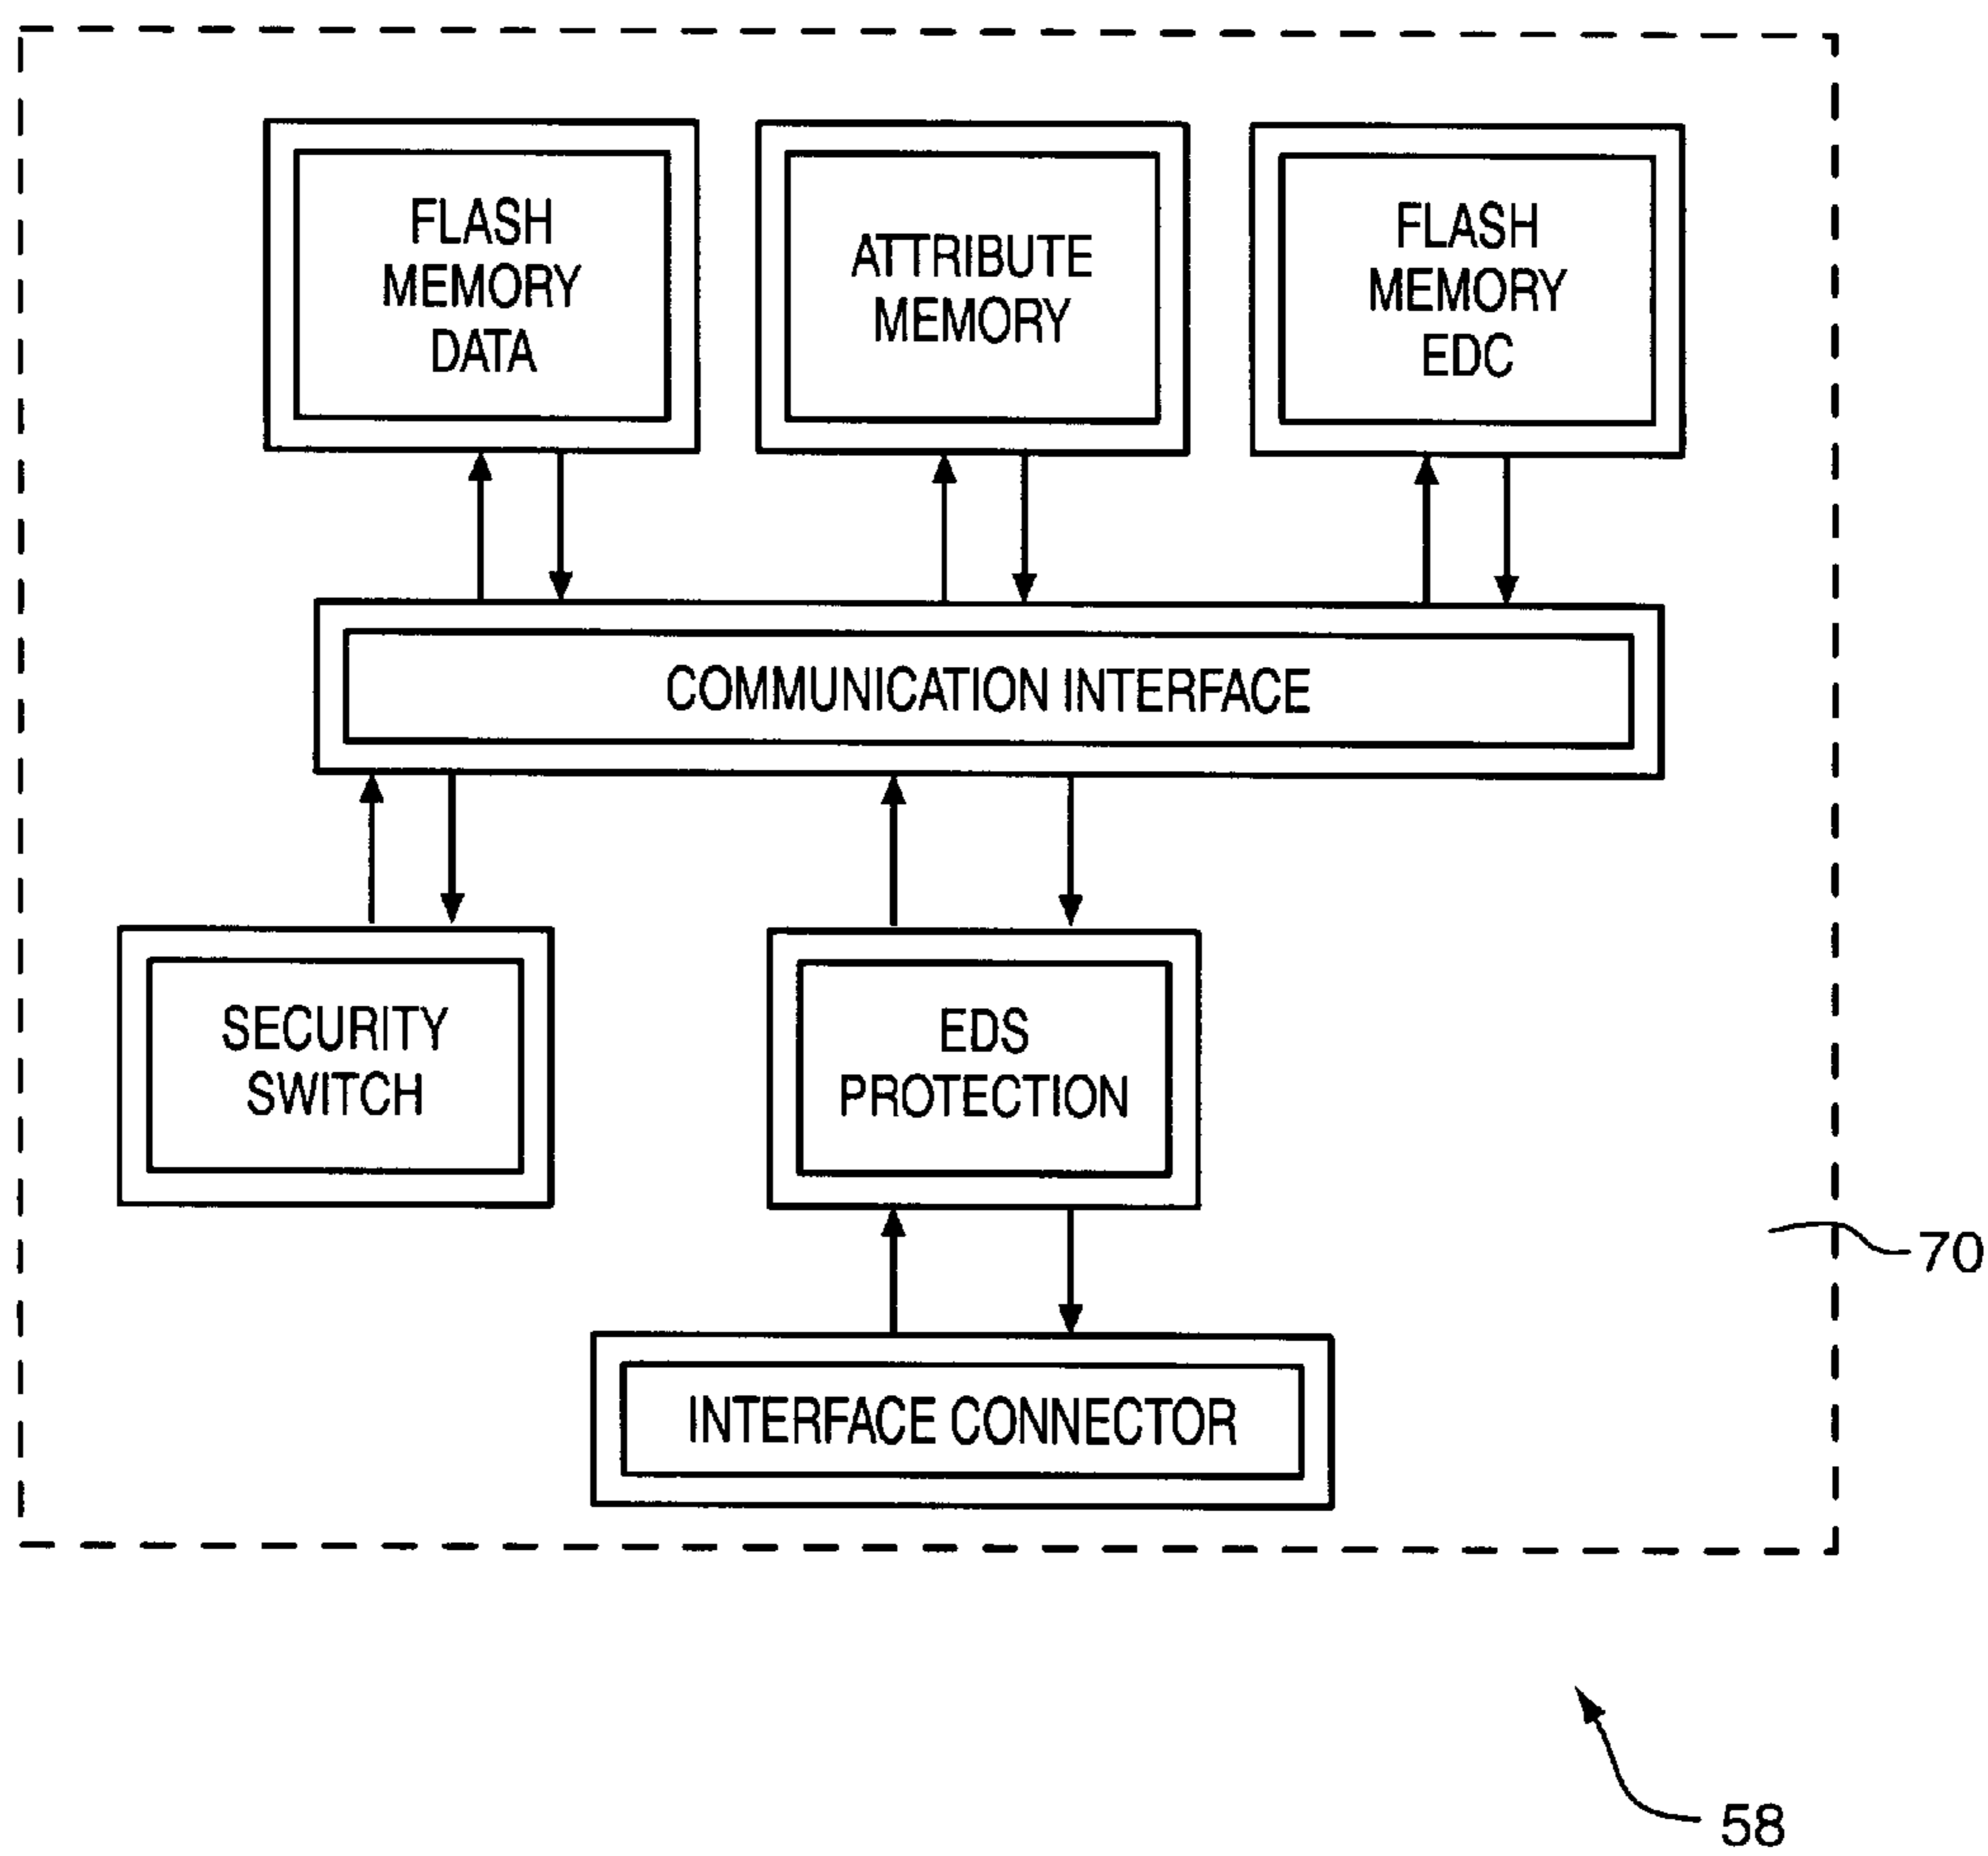 FLASH
MEMORY
DATA
ATTRIBUTE
MEMORY
FLASH
MEMORY
EDC
COMMUNICATION INTERFACE
SECURITY
SWITCH
EDS
PROTECTION
70
INTERFACE CONNECTOR
58